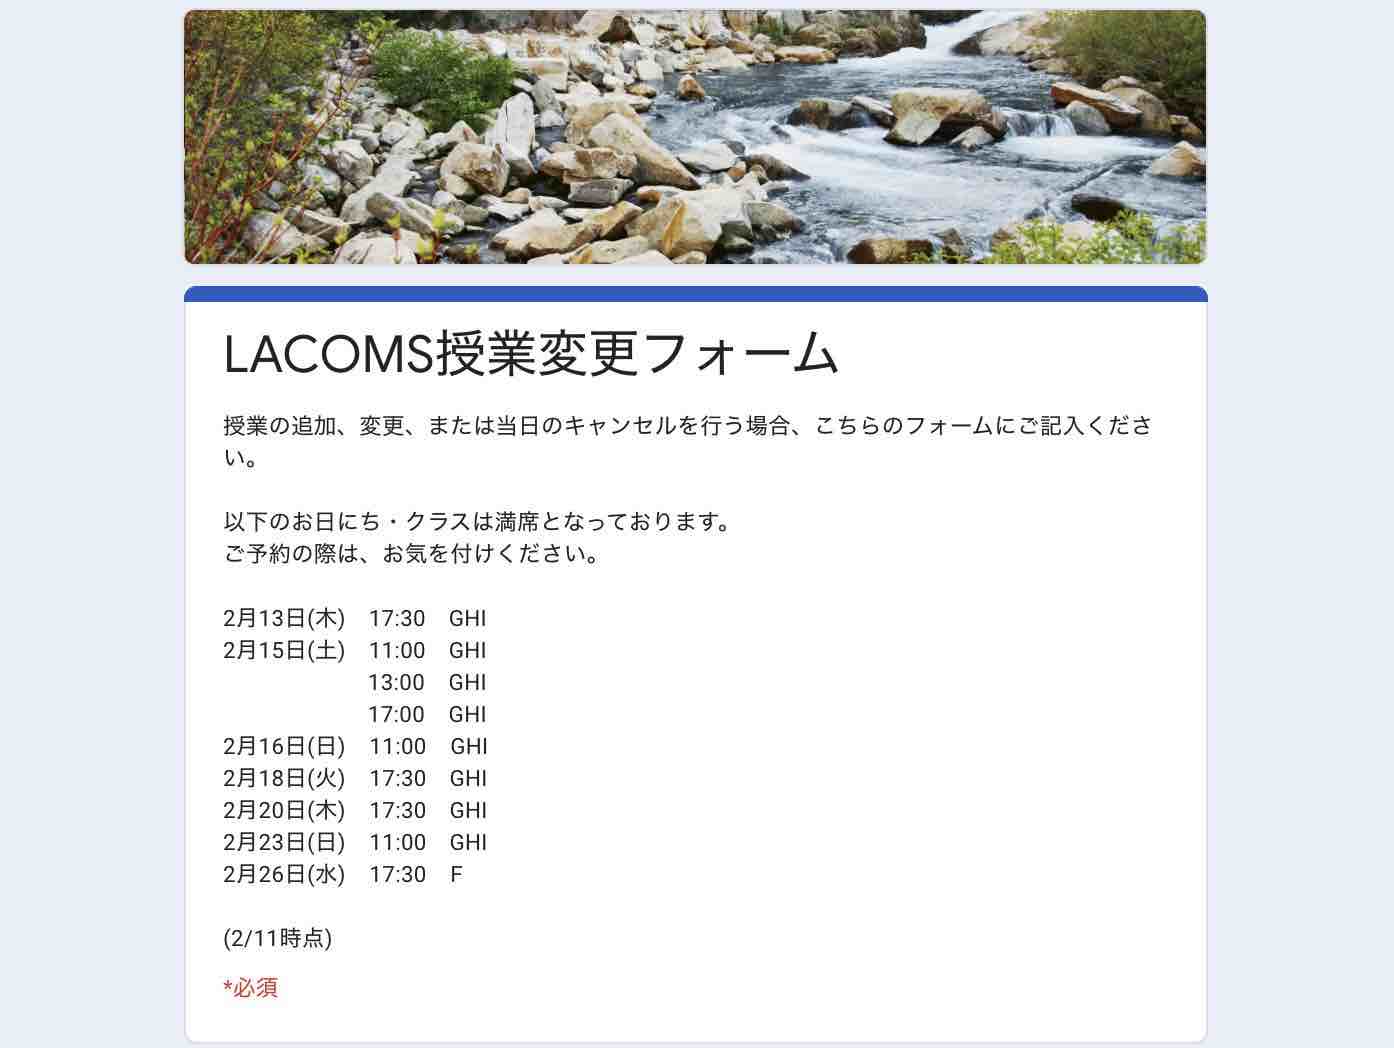 LACOMS授業変更フォーム
授業の追加、変更、または当日のキャンセルを行う場合、こちらのフォームにご記入くださ
い。
以下のお日にち・クラスは満席となっております。
ご予約の際は、お気を付けください。
2月13日(木)　17:30　GHI
2月15日(土)　11:00　GHI
13:00　GHI
17:00　GHI
2月16日(日)　11:00　GHI
2月18日(火)　17:30　GHI
2月20日(木)　17:30　GHI
2月23日(日)　11:00　GHI
2月26日(水)　17:30　F
(2/11時点)
*必須